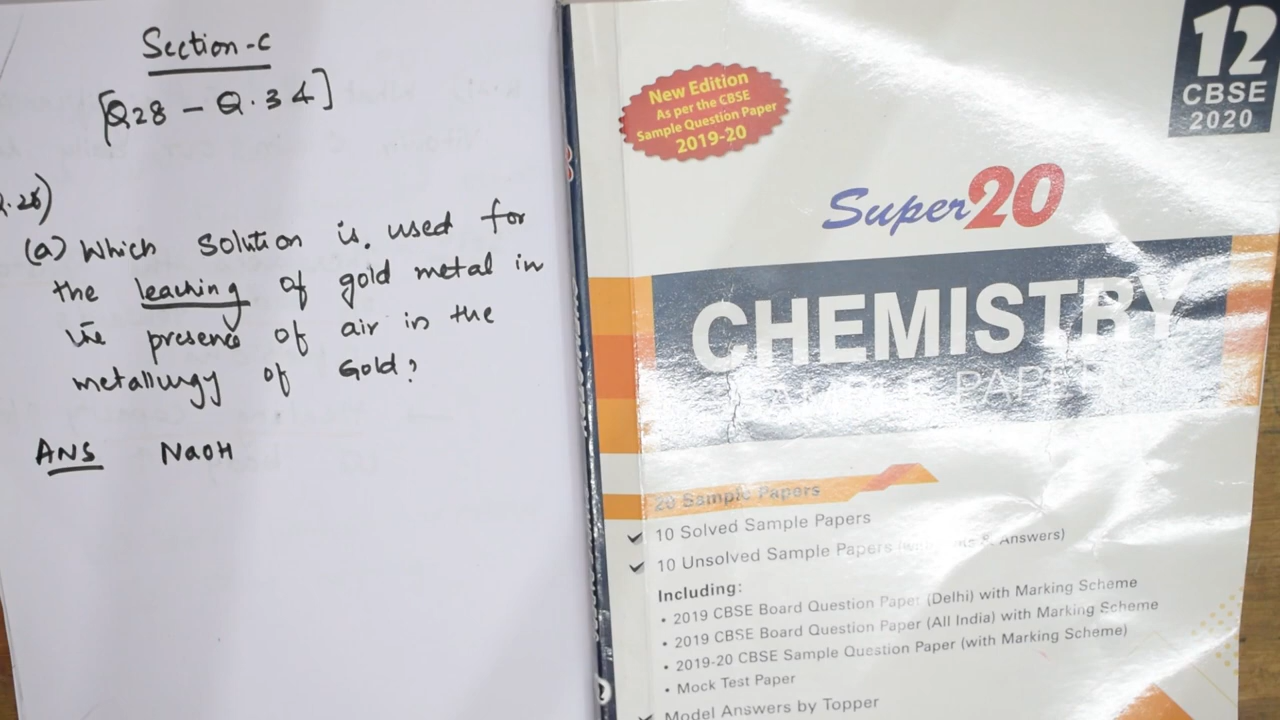 Section-C
[Q28 - Q.34]
(a) Which solution is used for
the leaching of gold metal in
the presence of air in the
metallurgy of Gold?
ANS NaOH
New Edition
As per the CBSE
Sample Question Paper
2019-20
12
CBSE
2020
Super20
CHEMISTRY
SAMPLE PAPERS
20 Sample Papers
✓ 10 Solved Sample Papers
✓ 10 Unsolved Sample Papers & Answers)
Including:
• 2019 CBSE Board Question Paper (Delhi) with Marking Scheme
• 2019 CBSE Board Question Paper (All India) with Marking Scheme
• 2019-20 CBSE Sample Question Paper (with Marking Scheme)
• Mock Test Paper
✓ Model Answers by Topper